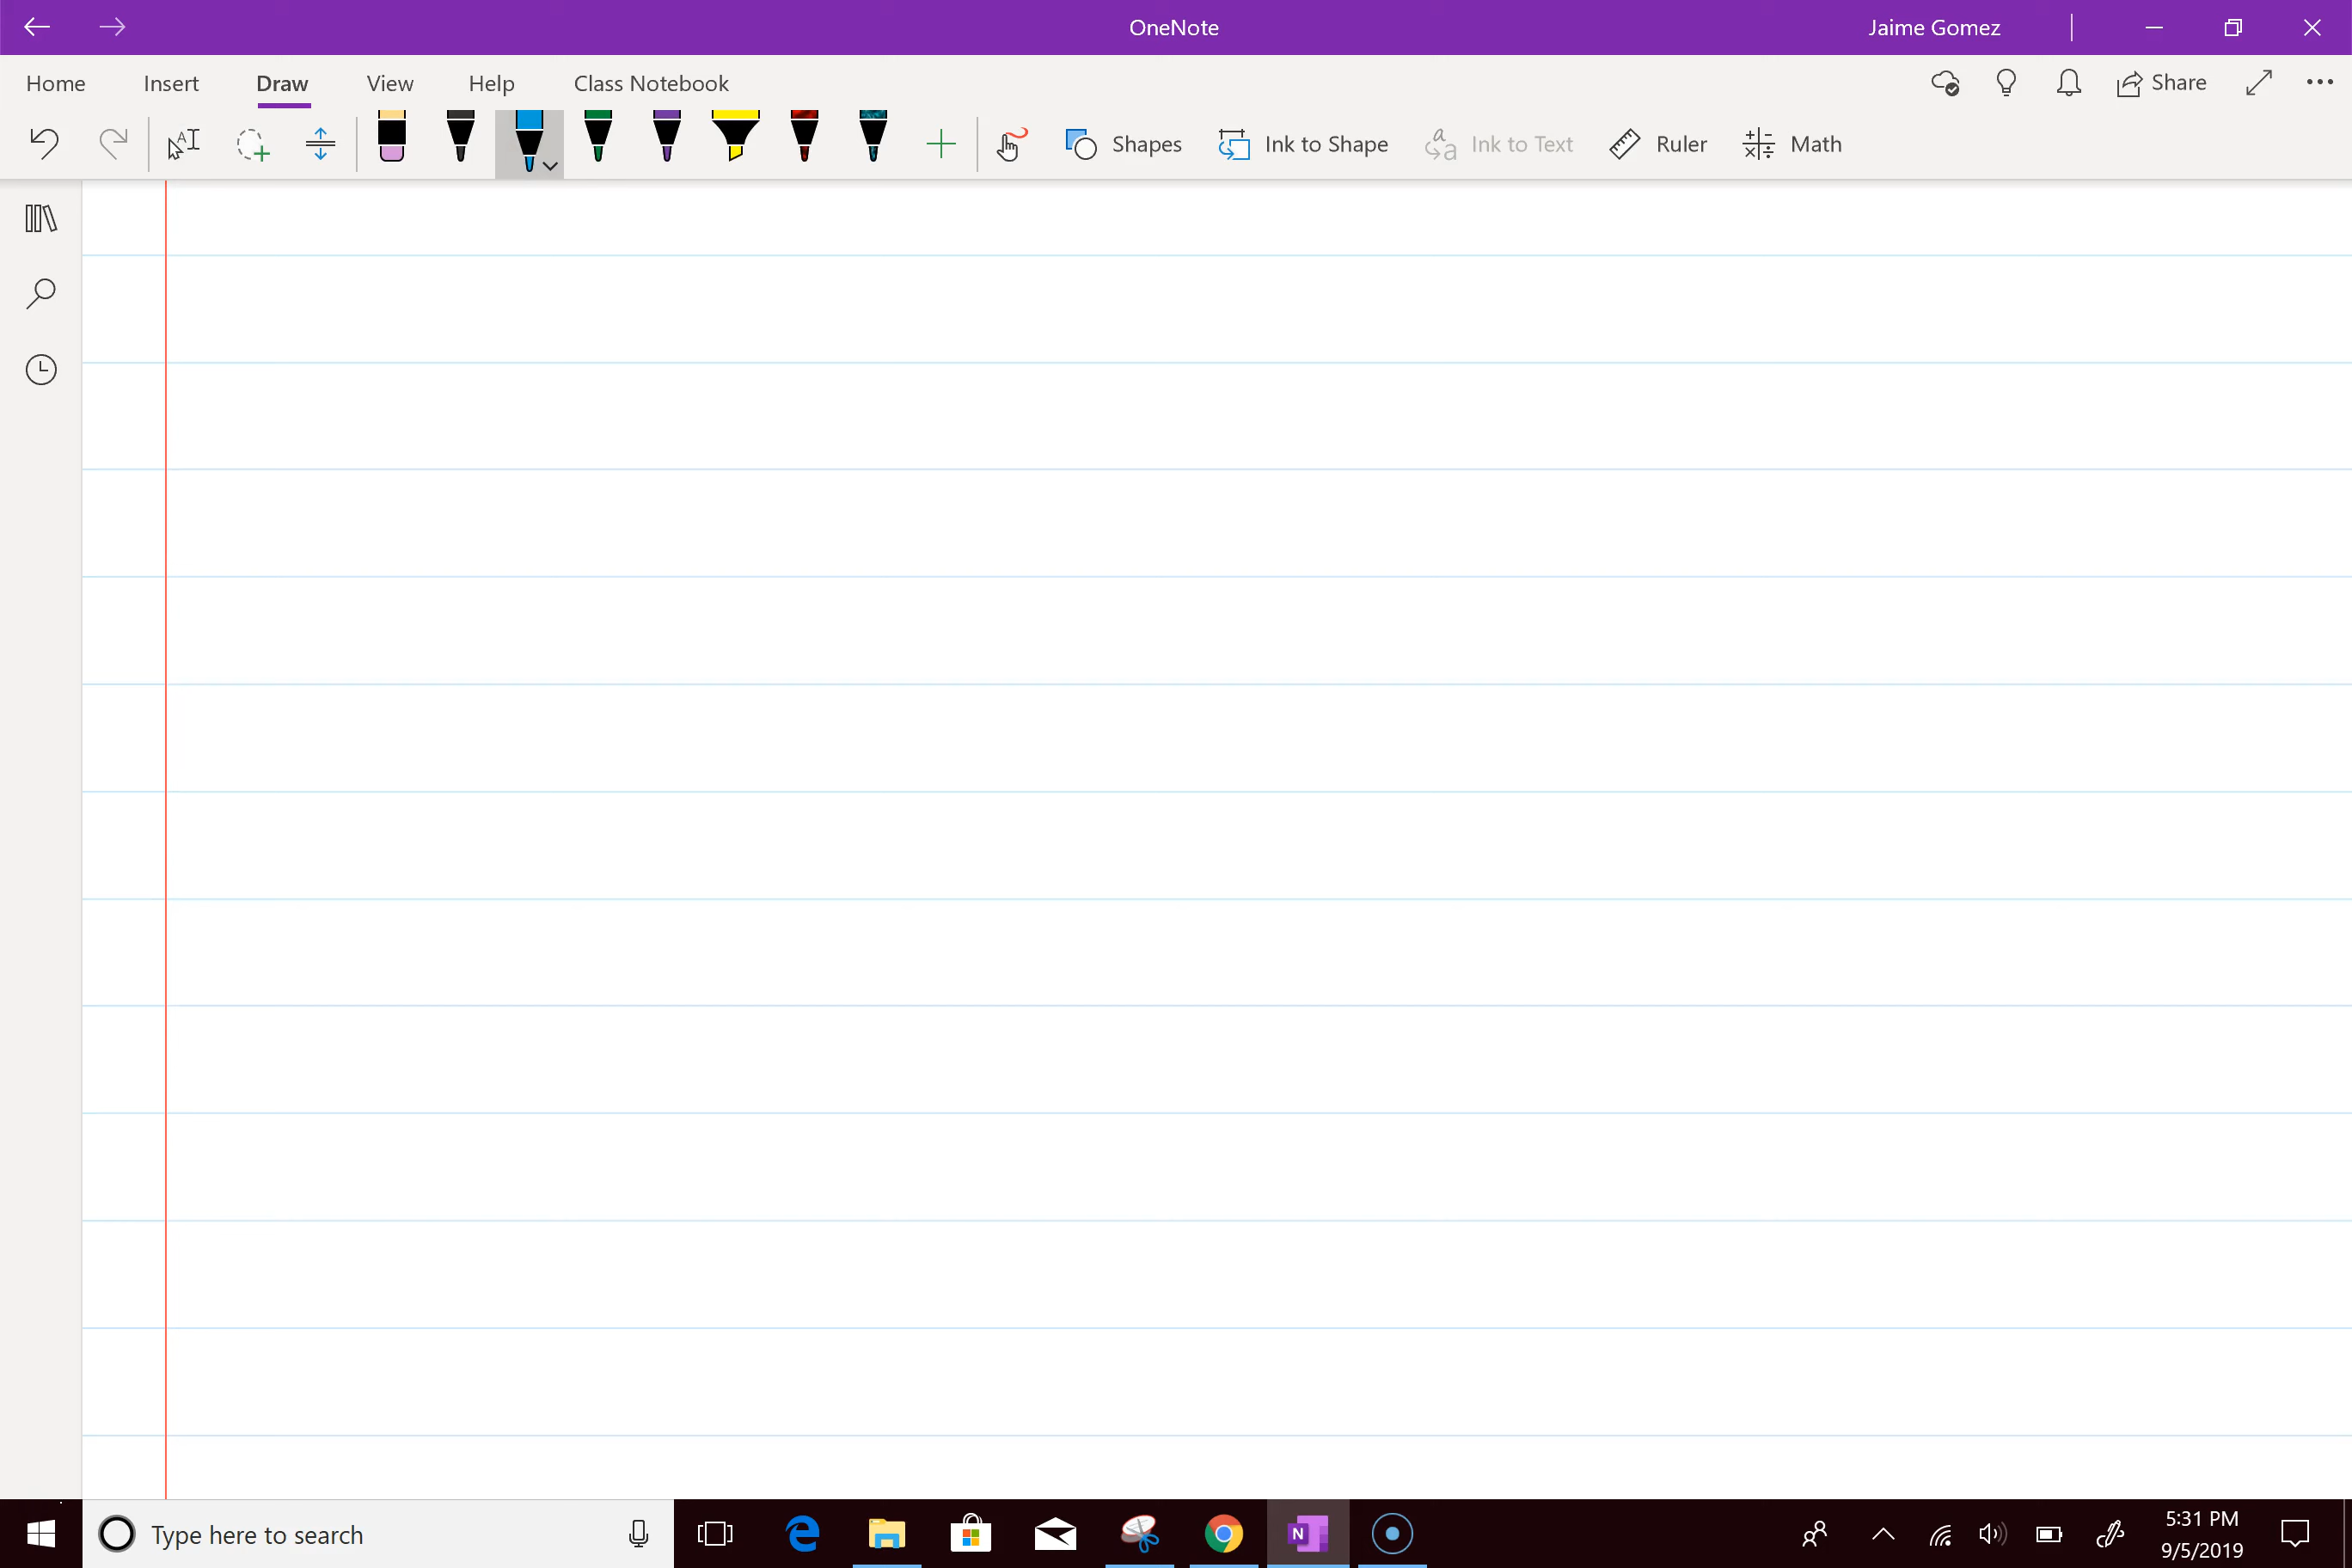 OneNote Jaime Gomez
Home Insert Draw View Help Class Notebook Share
Shapes Ink to Shape Ink to Text Ruler Math
Type here to search
5:31 PM
9/5/2019